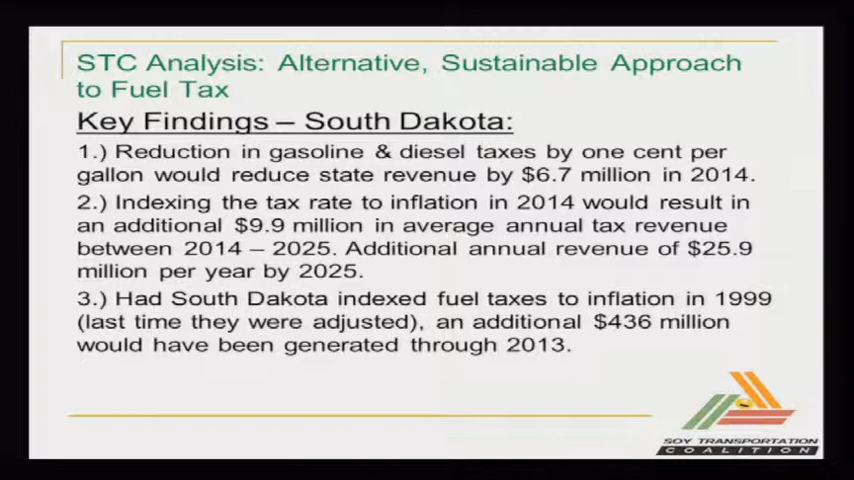 STC Analysis: Alternative, Sustainable Approach
to Fuel Tax
Key Findings – South Dakota:
1.) Reduction in gasoline & diesel taxes by one cent per
gallon would reduce state revenue by $6.7 million in 2014.
2.) Indexing the tax rate to inflation in 2014 would result in
an additional $9.9 million in average annual tax revenue
between 2014 – 2025. Additional annual revenue of $25.9
million per year by 2025.
3.) Had South Dakota indexed fuel taxes to inflation in 1999
(last time they were adjusted), an additional $436 million
would have been generated through 2013.
SOY TRANSPORTATION
COALITION